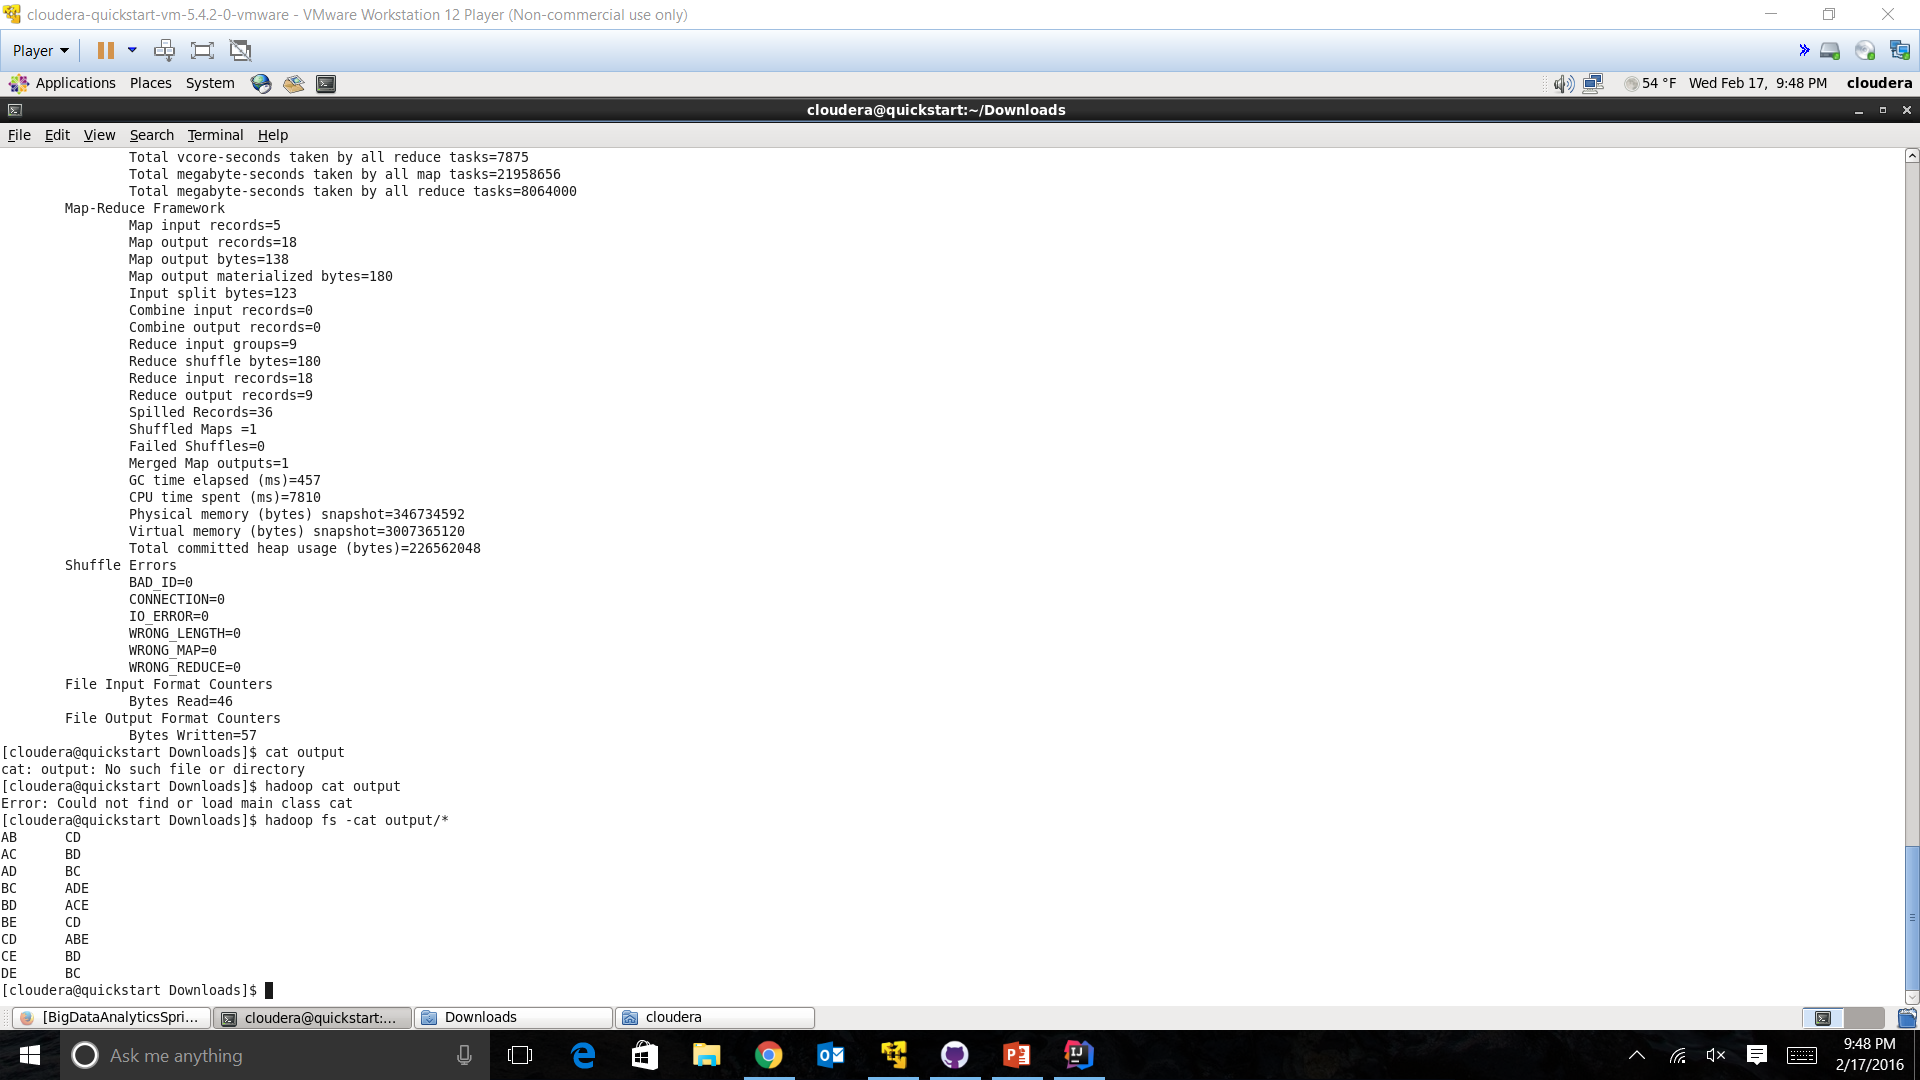 cloudera-quickstart-vm-5.4.2-0-vmware - VMware Workstation 12 Player (Non-commercial use only)
Player
Applications Places System 54 °F Wed Feb 17, 9:48 PM cloudera
cloudera@quickstart:~/Downloads
File Edit View Search Terminal Help
Total vcore-seconds taken by all reduce tasks=7875
Total megabyte-seconds taken by all map tasks=21958656
Total megabyte-seconds taken by all reduce tasks=8064000
Map-Reduce Framework
Map input records=5
Map output records=18
Map output bytes=138
Map output materialized bytes=180
Input split bytes=123
Combine input records=0
Combine output records=0
Reduce input groups=9
Reduce shuffle bytes=180
Reduce input records=18
Reduce output records=9
Spilled Records=36
Shuffled Maps =1
Failed Shuffles=0
Merged Map outputs=1
GC time elapsed (ms)=457
CPU time spent (ms)=7810
Physical memory (bytes) snapshot=346734592
Virtual memory (bytes) snapshot=3007365120
Total committed heap usage (bytes)=226562048
Shuffle Errors
BAD_ID=0
CONNECTION=0
IO_ERROR=0
WRONG_LENGTH=0
WRONG_MAP=0
WRONG_REDUCE=0
File Input Format Counters
Bytes Read=46
File Output Format Counters
Bytes Written=57
[cloudera@quickstart Downloads]$ cat output
cat: output: No such file or directory
[cloudera@quickstart Downloads]$ hadoop cat output
Error: Could not find or load main class cat
[cloudera@quickstart Downloads]$ hadoop fs -cat output/*
AB CD
AC BD
AD BC
BC ADE
BD ACE
BE CD
CD ABE
CE BD
DE BC
[cloudera@quickstart Downloads]$
[BigDataAnalyticsSpri... cloudera@quickstart:... Downloads cloudera
Ask me anything 9:48 PM
2/17/2016